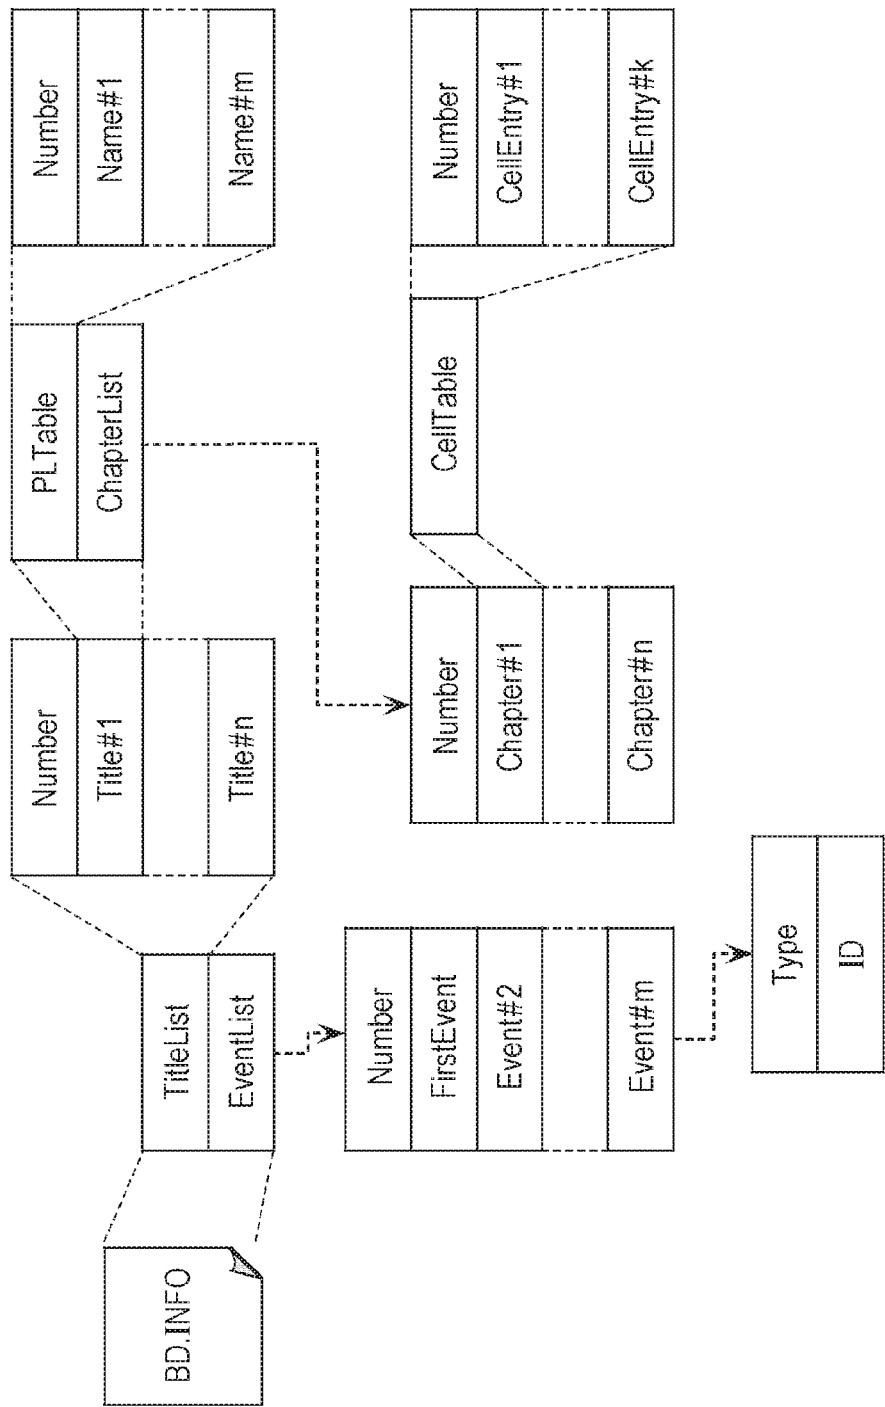 BD.INFO
TitleList
EventList
Number
Title#1
Title#n
PLTable
ChapterList
Number
Name#1
Name#m
Number
FirstEvent
Event#2
Event#m
Type
ID
Number
Chapter#1
Chapter#n
CellTable
Number
CellEntry#1
CellEntry#k